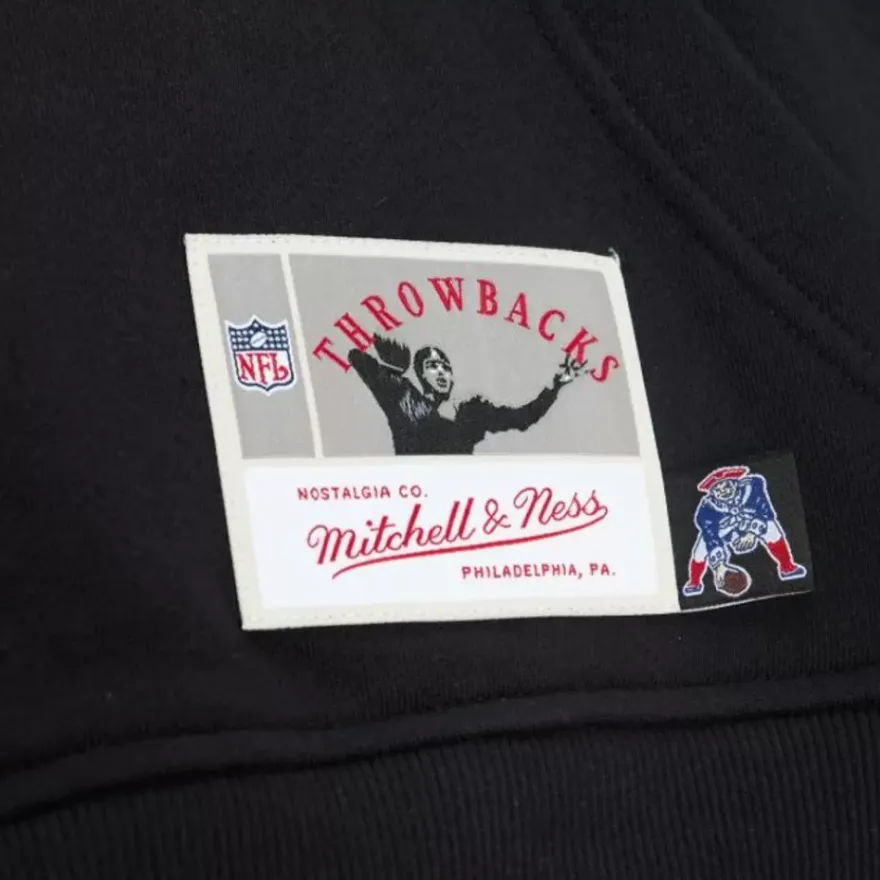 THROWBACKS
NFL
NOSTALGIA CO.
Mitchell & Ness
PHILADELPHIA, PA.